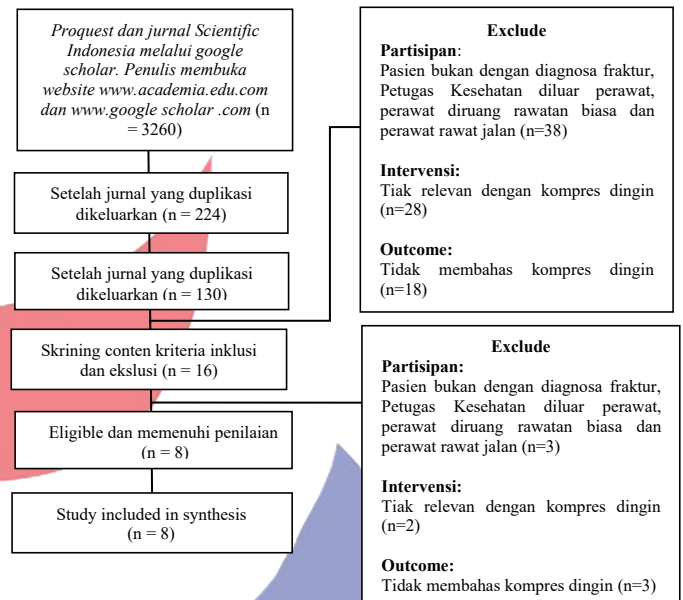 Proquest dan jurnal Scientific
Indonesia melalui google
scholar. Penulis membuka
website www.academia.edu.com
dan www.google scholar .com (n
= 3260)
Setelah jurnal yang duplikasi
dikeluarkan (n = 224)
Setelah jurnal yang duplikasi
dikeluarkan (n = 130)
Skrining conten kriteria inklusi
dan ekslusi (n = 16)
Eligible dan memenuhi penilaian
(n = 8)
Study included in synthesis
(n = 8)
Exclude
Partisipan:
Pasien bukan dengan diagnosa fraktur,
Petugas Kesehatan diluar perawat,
perawat diruang rawatan biasa dan
perawat rawat jalan (n=38)
Intervensi:
Tiak relevan dengan kompres dingin
(n=28)
Outcome:
Tidak membahas kompres dingin
(n=18)
Exclude
Partisipan:
Pasien bukan dengan diagnosa fraktur,
Petugas Kesehatan diluar perawat,
perawat diruang rawatan biasa dan
perawat rawat jalan (n=3)
Intervensi:
Tiak relevan dengan kompres dingin
(n=2)
Outcome:
Tidak membahas kompres dingin (n=3)